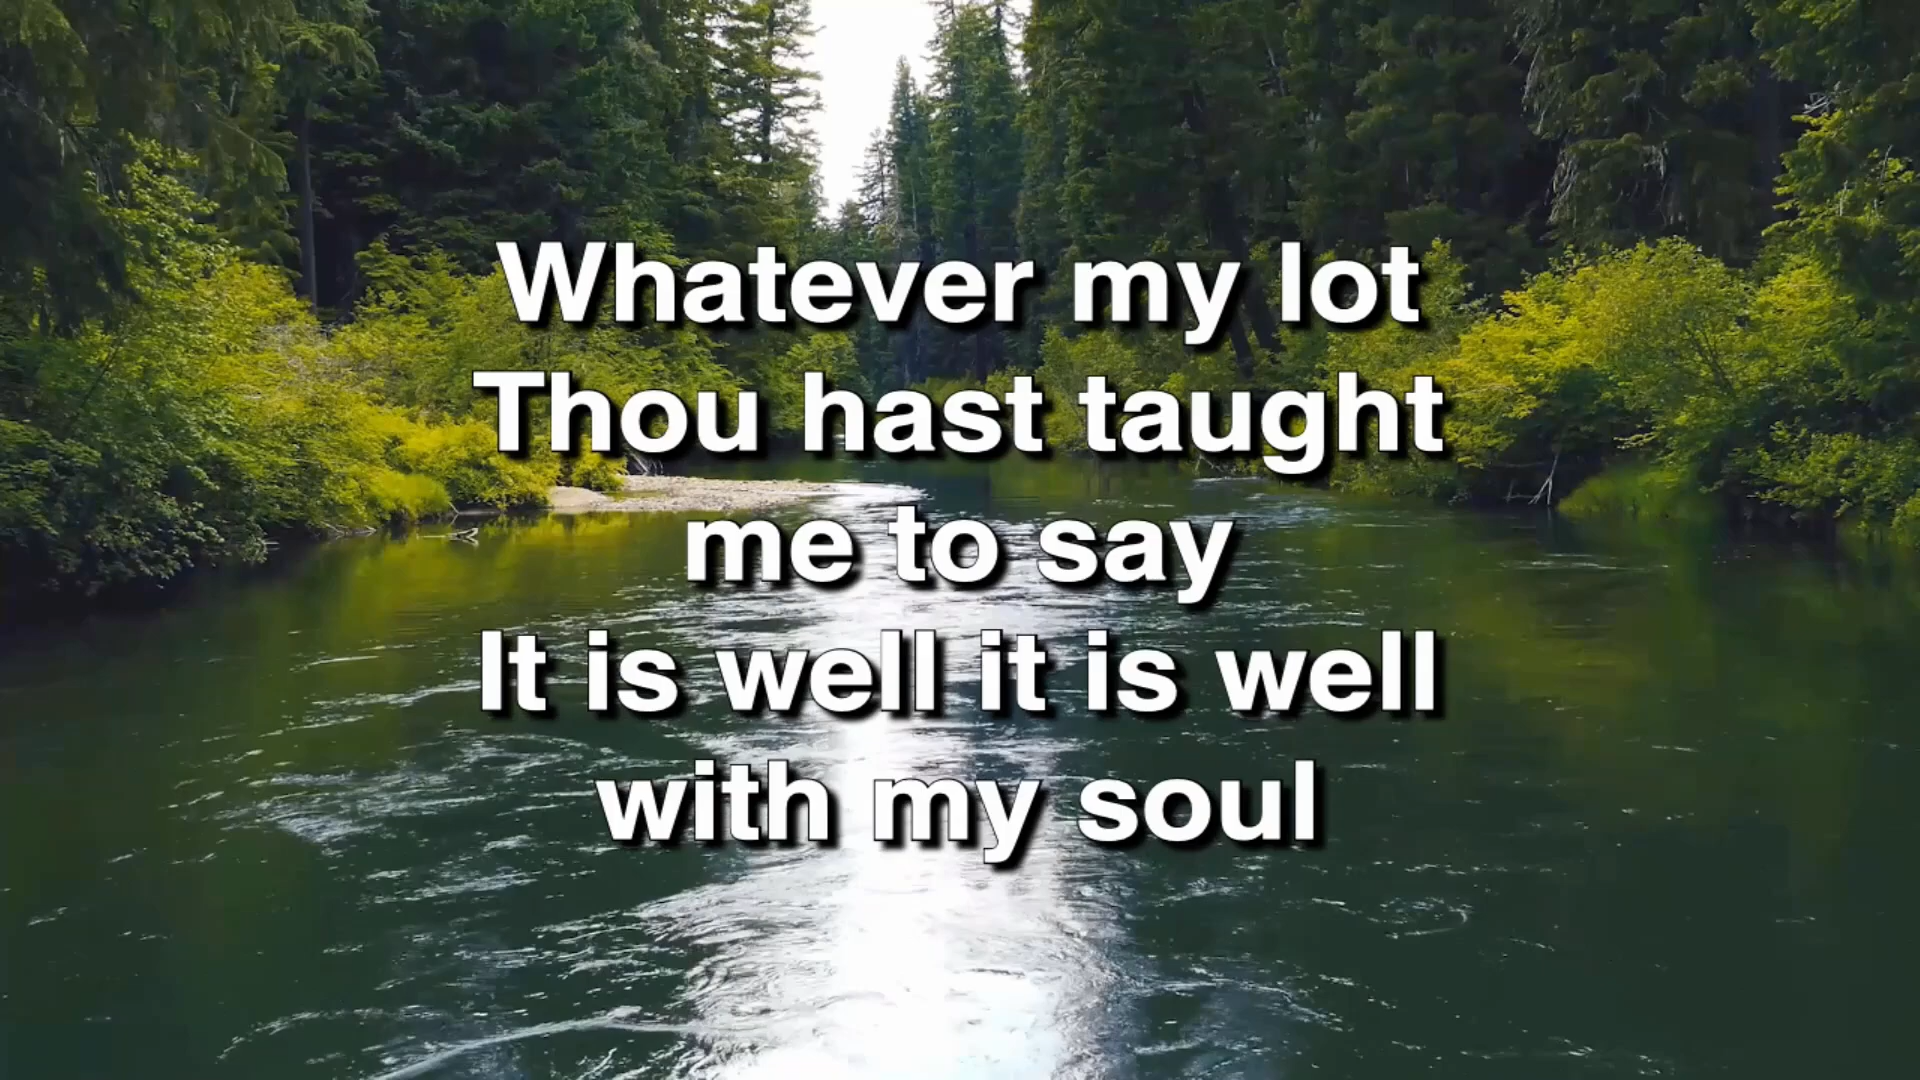 Whatever my lot
Thou hast taught
me to say
It is well it is well
with my soul